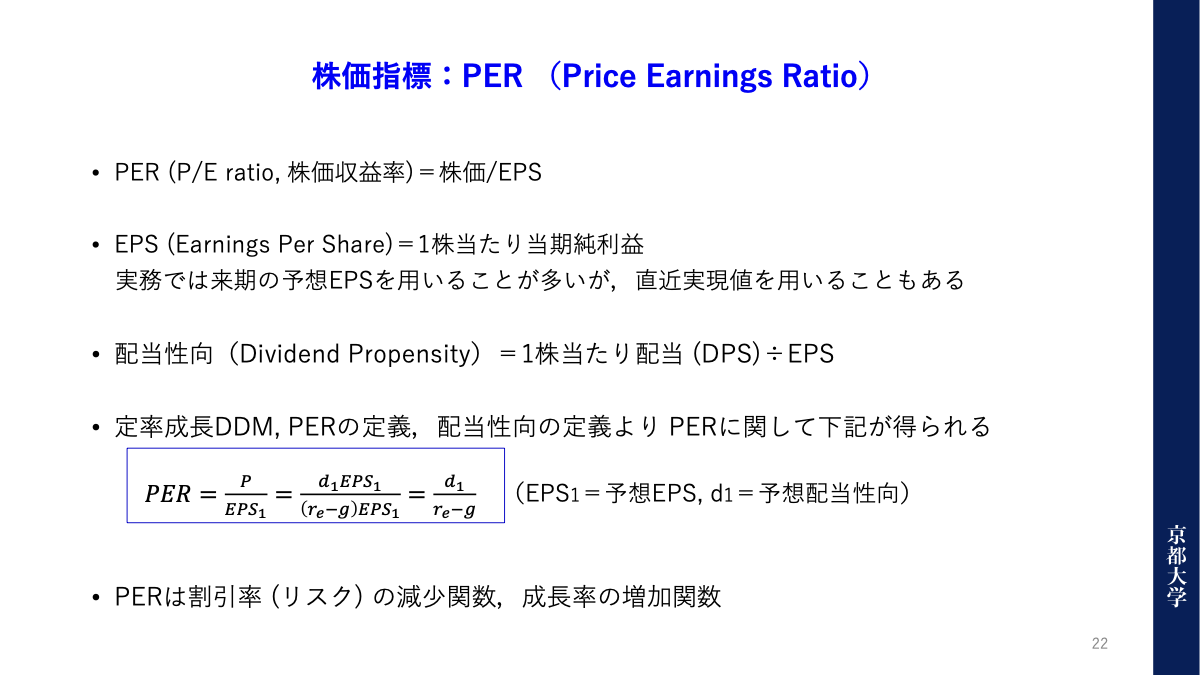 株価指標：PER （Price Earnings Ratio）
• PER (P/E ratio, 株価収益率)＝株価/EPS
• EPS (Earnings Per Share)＝1株当たり当期純利益
実務では来期の予想EPSを用いることが多いが，直近実現値を用いることもある
• 配当性向（Dividend Propensity）＝1株当たり配当 (DPS)÷EPS
• 定率成長DDM, PERの定義，配当性向の定義より PERに関して下記が得られる
PER = P/EPS₁ = d₁EPS₁/((rₑ−g)EPS₁) = d₁/(rₑ−g) （EPS1＝予想EPS, d1＝予想配当性向）
• PERは割引率 (リスク) の減少関数，成長率の増加関数
京都大学
22